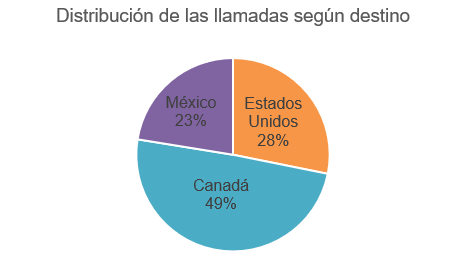 Distribución de las llamadas según destino
México
23%
Estados
Unidos
28%
Canadá
49%